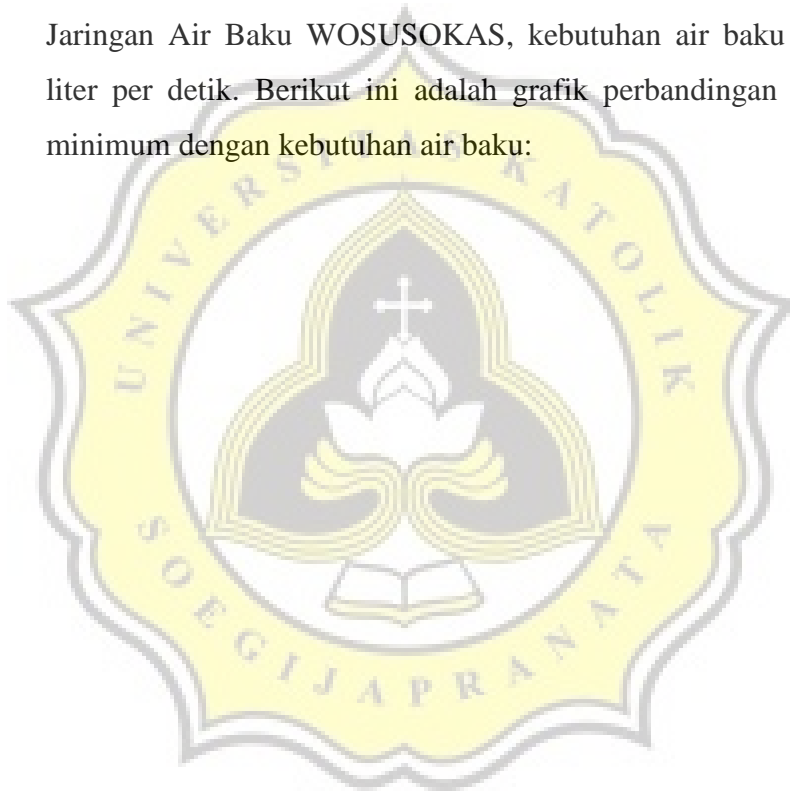 Jaringan Air Baku WOSUSOKAS, kebutuhan air baku
liter per detik. Berikut ini adalah grafik perbandingan
minimum dengan kebutuhan air baku:
UNIVERSITAS KATOLIK
SOEGIJAPRANATA